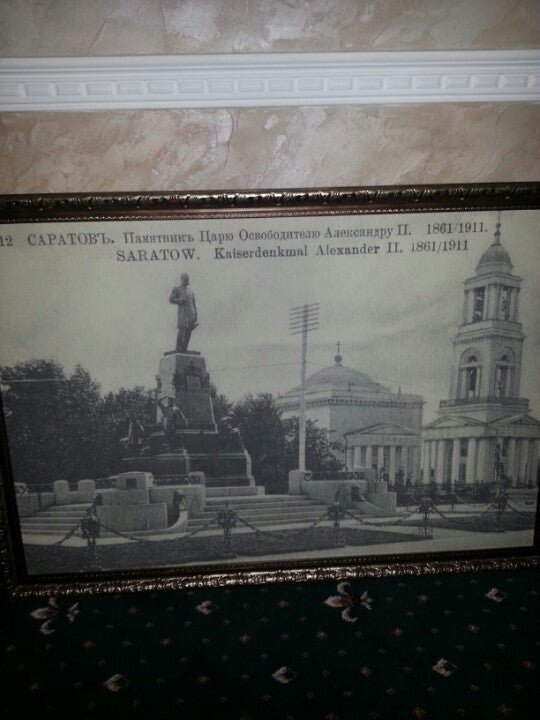 12 САРАТОВЪ. Памятникъ Царю Освободителю Александру II. 1861/1911.
SARATOW. Kaiserdenkmal Alexander II. 1861/1911